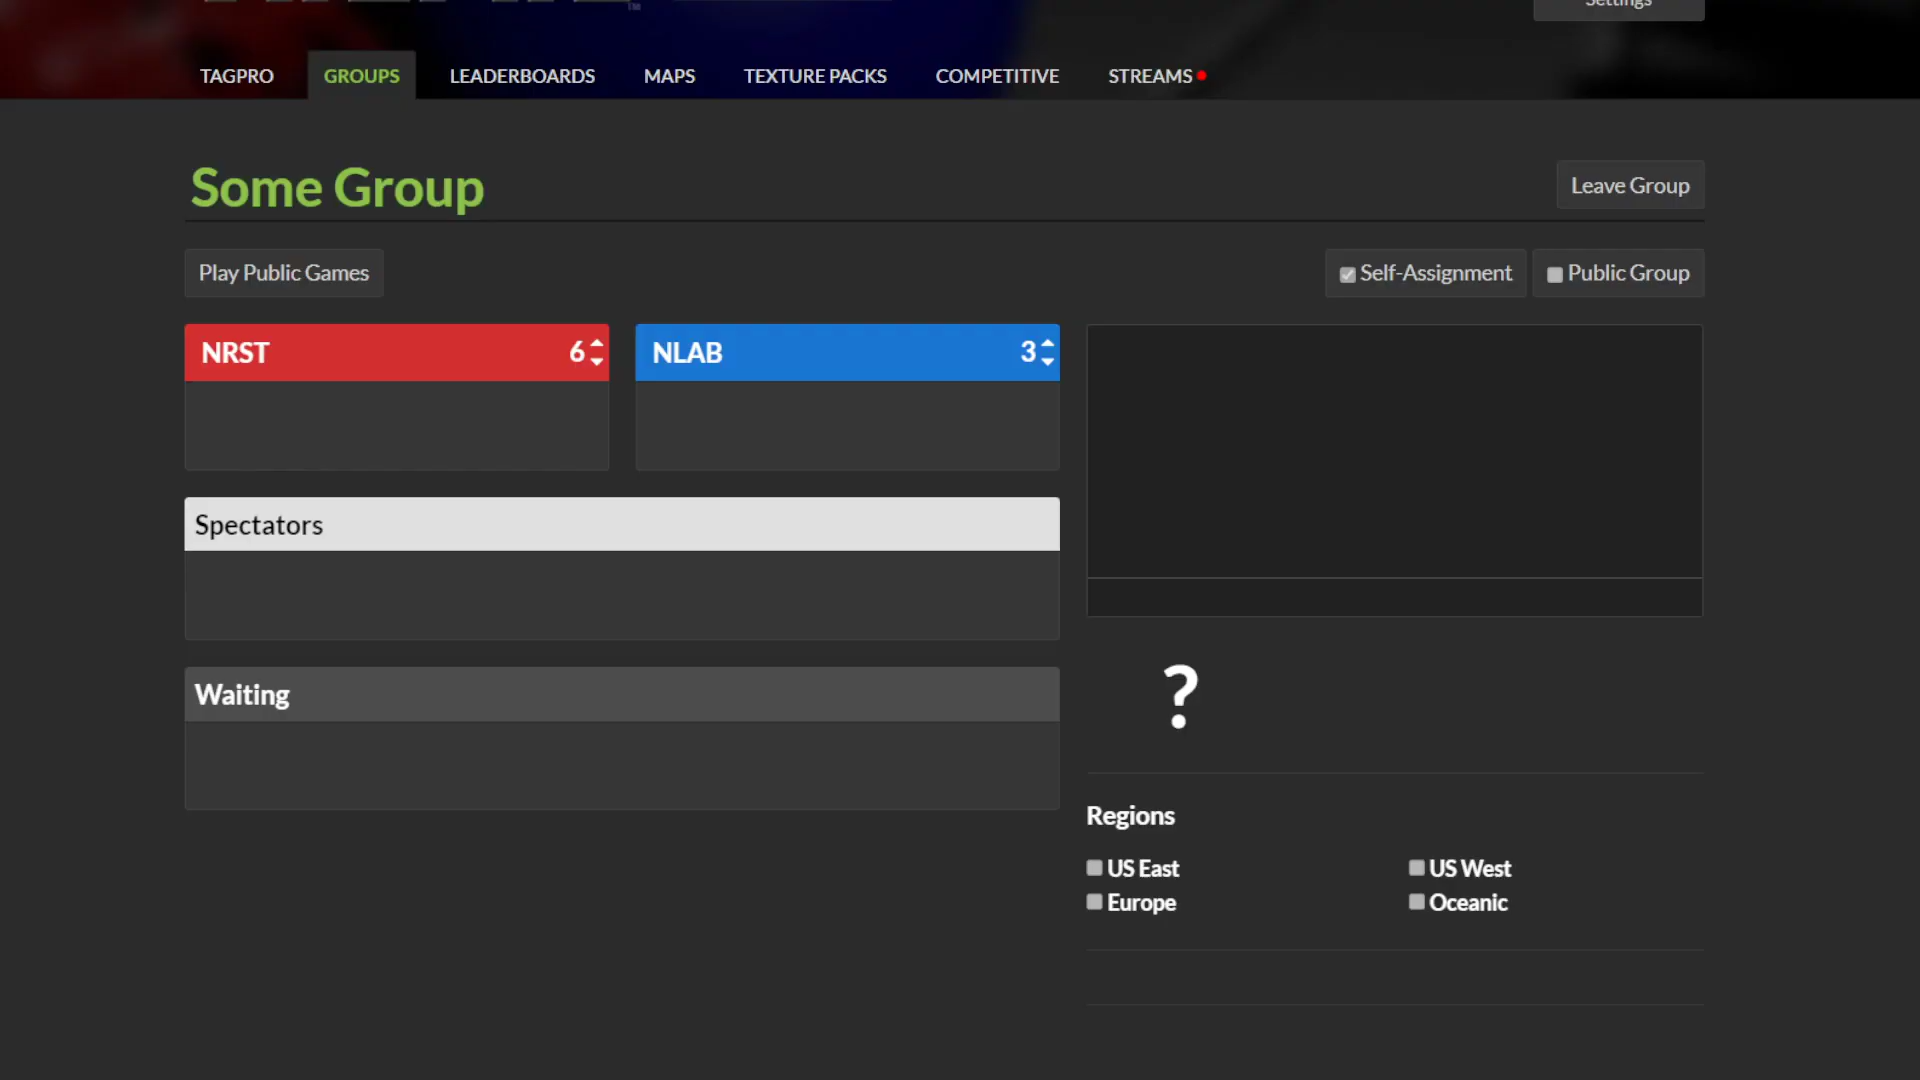 Settings
TAGPRO GROUPS LEADERBOARDS MAPS TEXTURE PACKS COMPETITIVE STREAMS
Some Group
Leave Group
Play Public Games
Self-Assignment
Public Group
NRST 6
NLAB 3
Spectators
Waiting
?
Regions
US East
US West
Europe
Oceanic